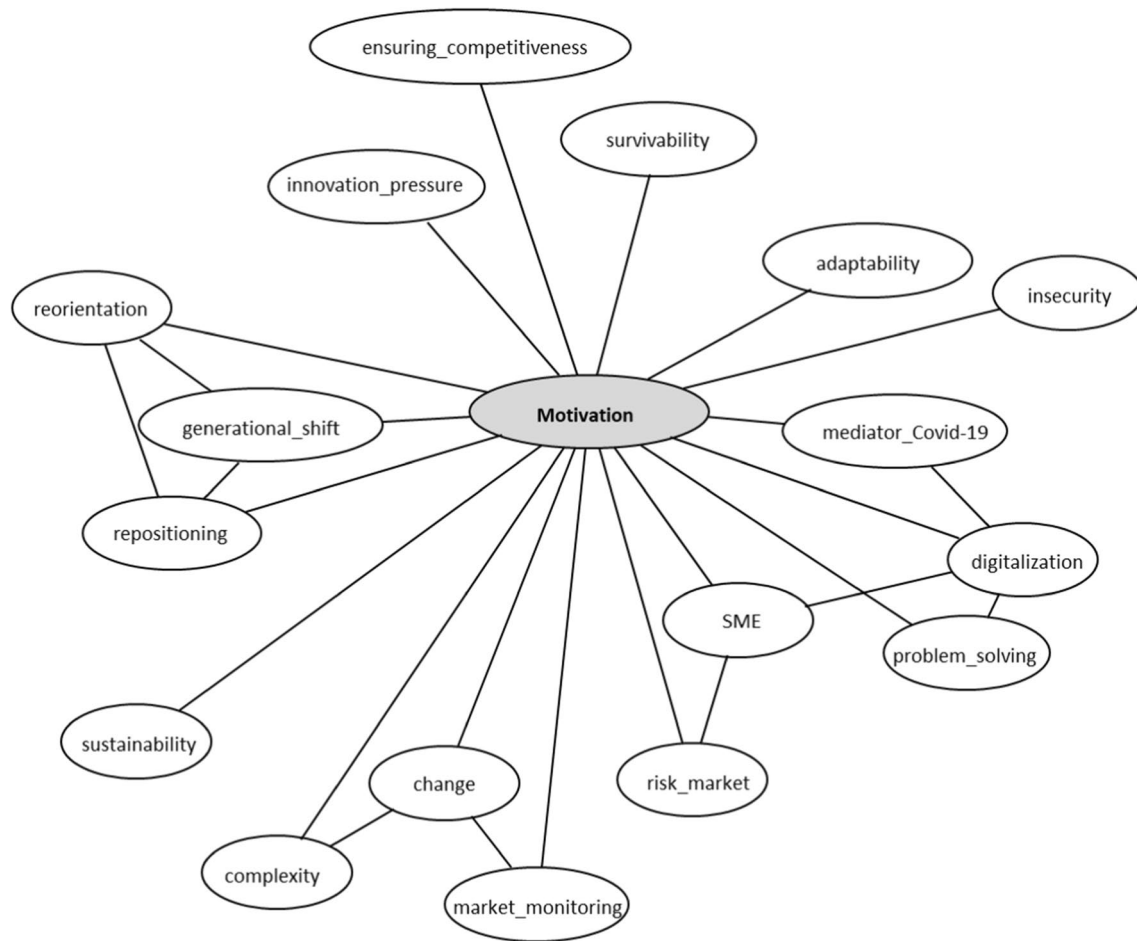 ensuring_competitiveness
survivability
innovation_pressure
adaptability
insecurity
reorientation
Motivation
generational_shift
mediator_Covid-19
repositioning
digitalization
SME
problem_solving
sustainability
change
risk_market
complexity
market_monitoring